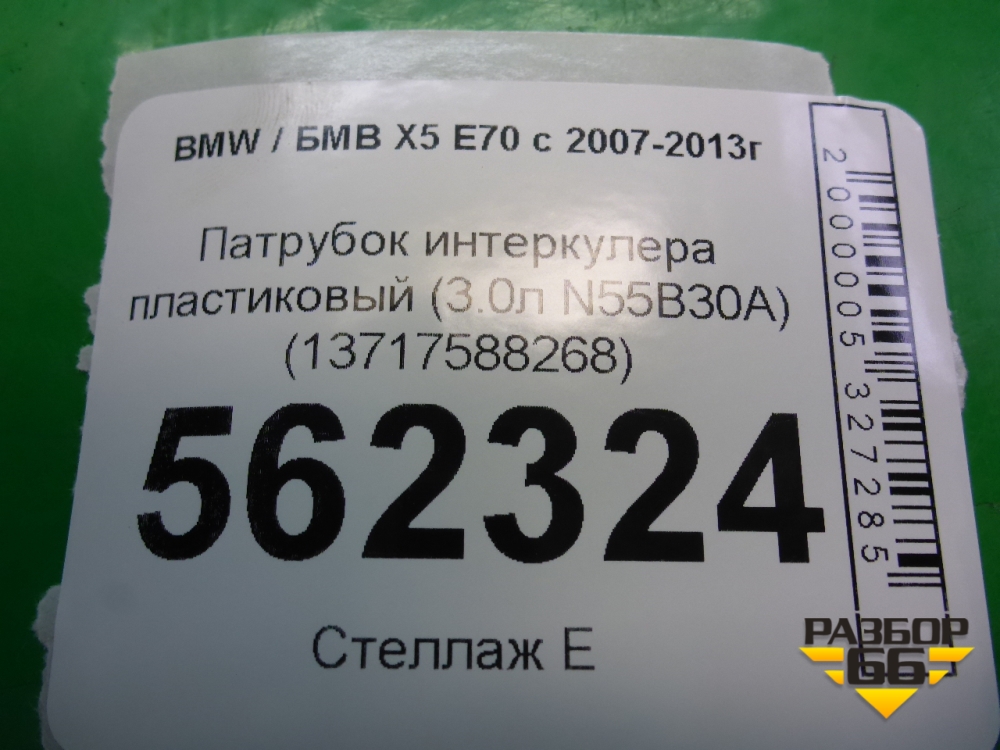 BMW / БМВ X5 E70 с 2007-2013г
Патрубок интеркулера
пластиковый (3.0л N55B30A)
(13717588268)
562324
Стеллаж Е
2000005327285
РАЗБОР
66